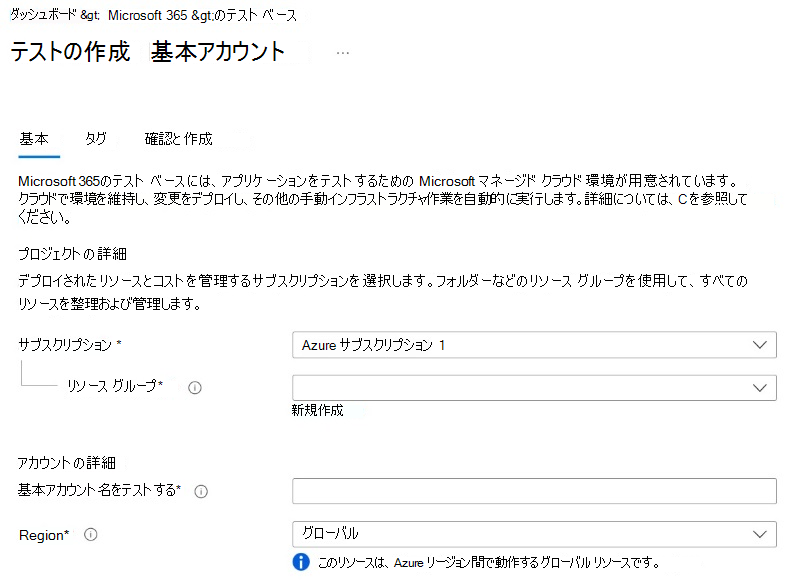 ダッシュボード &gt; Microsoft 365 &gt;のテスト ベース
テストの作成 基本アカウント ...
基本 タグ 確認と作成
Microsoft 365のテスト ベースには、アプリケーションをテストするための Microsoft マネージド クラウド環境が用意されています。
クラウドで環境を維持し、変更をデプロイし、その他の手動インフラストラクチャ作業を自動的に実行します。詳細については、Cを参照して
ください。
プロジェクトの詳細
デプロイされたリソースとコストを管理するサブスクリプションを選択します。フォルダーなどのリソース グループを使用して、すべての
リソースを整理および管理します。
サブスクリプション * Azure サブスクリプション 1
リソース グループ*
新規作成
アカウントの詳細
基本アカウント名をテストする*
Region* グローバル
このリソースは、Azure リージョン間で動作するグローバル リソースです。